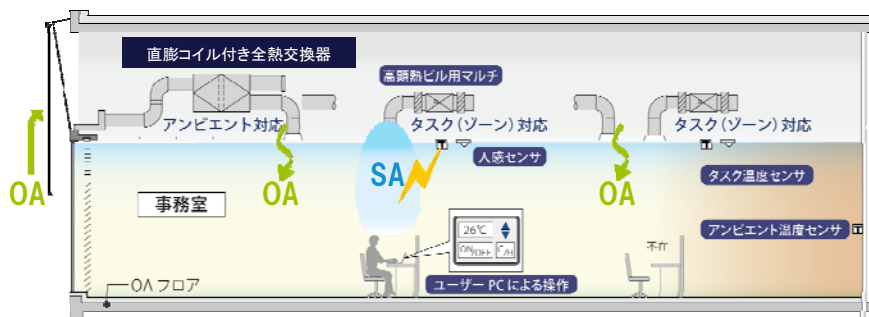 直膨コイル付き全熱交換器
高顕熱ビル用マルチ
アンビエント対応
タスク（ゾーン）対応
タスク（ゾーン）対応
人感センサ
OA
OA
SA
OA
タスク温度センサ
事務室
アンビエント温度センサ
26℃
ON/OFF
C/H
不在
ユーザーPCによる操作
OAフロア